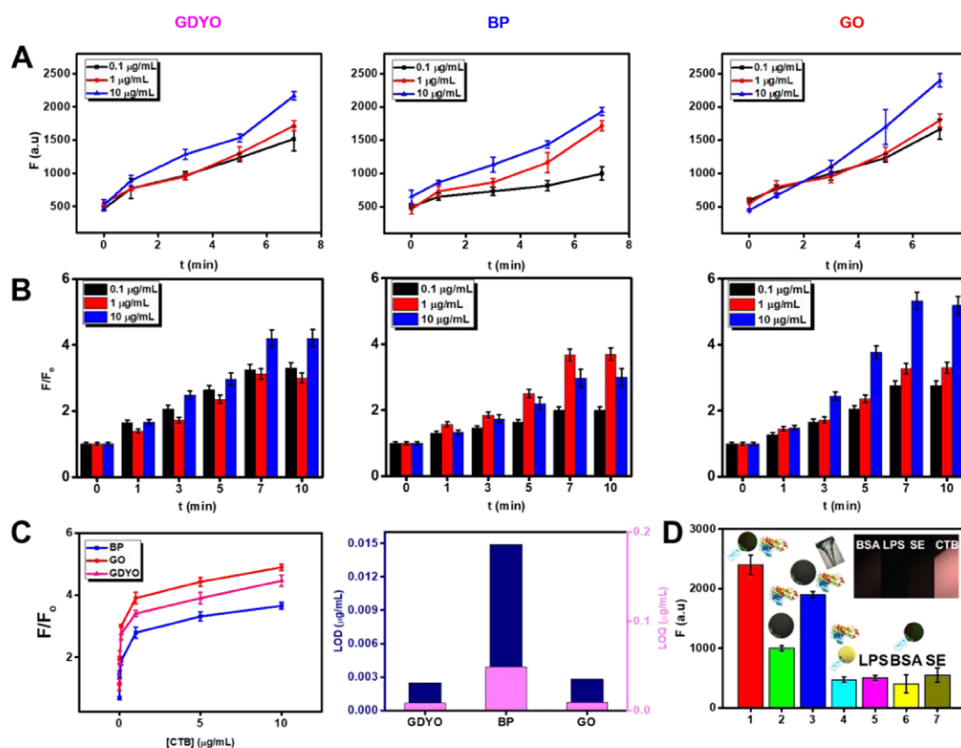 GDYO BP GO
A
0.1 µg/mL
1 µg/mL
10 µg/mL
2500
2000
1500
1000
500
F (a.u)
0 2 4 6 8
t (min)
0.1 µg/mL
1 µg/mL
10 µg/mL
2500
2000
1500
1000
500
0 1 2 3 4 5 6 7 8
t (min)
0.1 µg/mL
1 µg/mL
10 µg/mL
2500
2000
1500
1000
500
0 2 4 6
t (min)
B
0.1 µg/mL
1 µg/mL
10 µg/mL
6
4
2
0
F/Fo
0 1 3 5 7 10
t (min)
0.1 µg/mL
1 µg/mL
10 µg/mL
6
4
2
0
0 1 3 5 7 10
t (min)
0.1 µg/mL
1 µg/mL
10 µg/mL
6
4
2
0
0 1 3 5 7 10
t (min)
C
BP
GO
GDYO
6
4
2
F/Fo
0 5 10
[CTB] (µg/mL)
0.015
0.012
0.009
0.006
0.003
0.000
LOD (µg/mL)
0.2
0.1
0.0
LOQ (µg/mL)
GDYO BP GO
D
3000
2500
2000
1500
1000
500
0
F (a.u)
BSA LPS SE CTB
LPS BSA SE
1 2 3 4 5 6 7